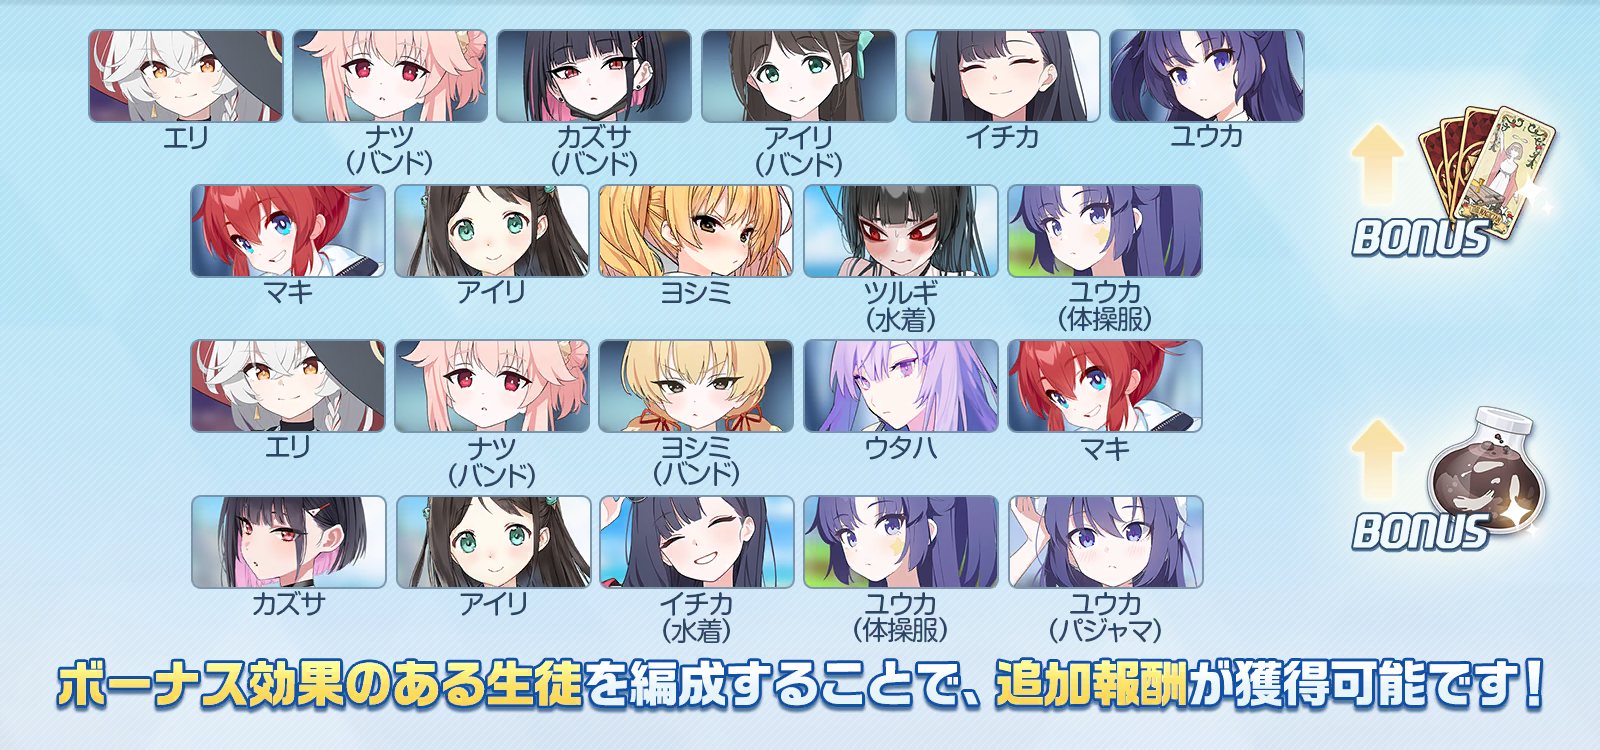 エリ
ナツ
(バンド)
カズサ
(バンド)
アイリ
(バンド)
イチカ
ユウカ
BONUS
マキ
アイリ
ヨシミ
ツルギ
(水着)
ユウカ
(体操服)
エリ
ナツ
(バンド)
ヨシミ
(バンド)
ウタハ
マキ
BONUS
カズサ
アイリ
イチカ
(水着)
ユウカ
(体操服)
ユウカ
(パジャマ)
ボーナス効果のある生徒を編成することで、追加報酬が獲得可能です!